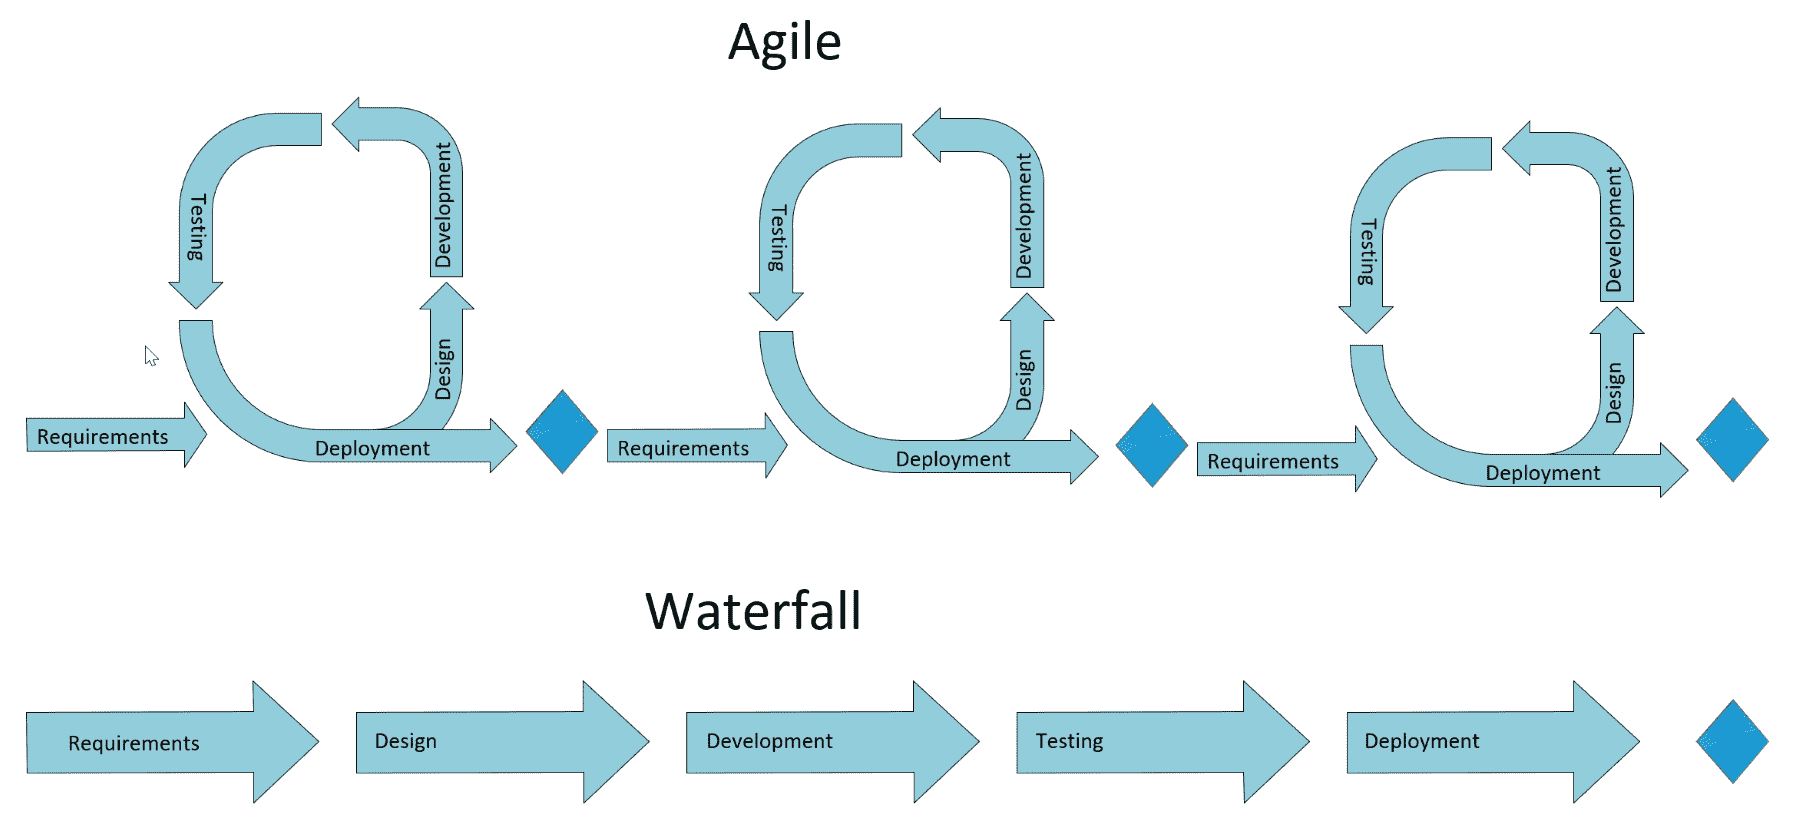 Agile
Testing
Development
Design
Requirements
Deployment
Testing
Development
Design
Requirements
Deployment
Testing
Development
Design
Requirements
Deployment
Waterfall
Requirements
Design
Development
Testing
Deployment